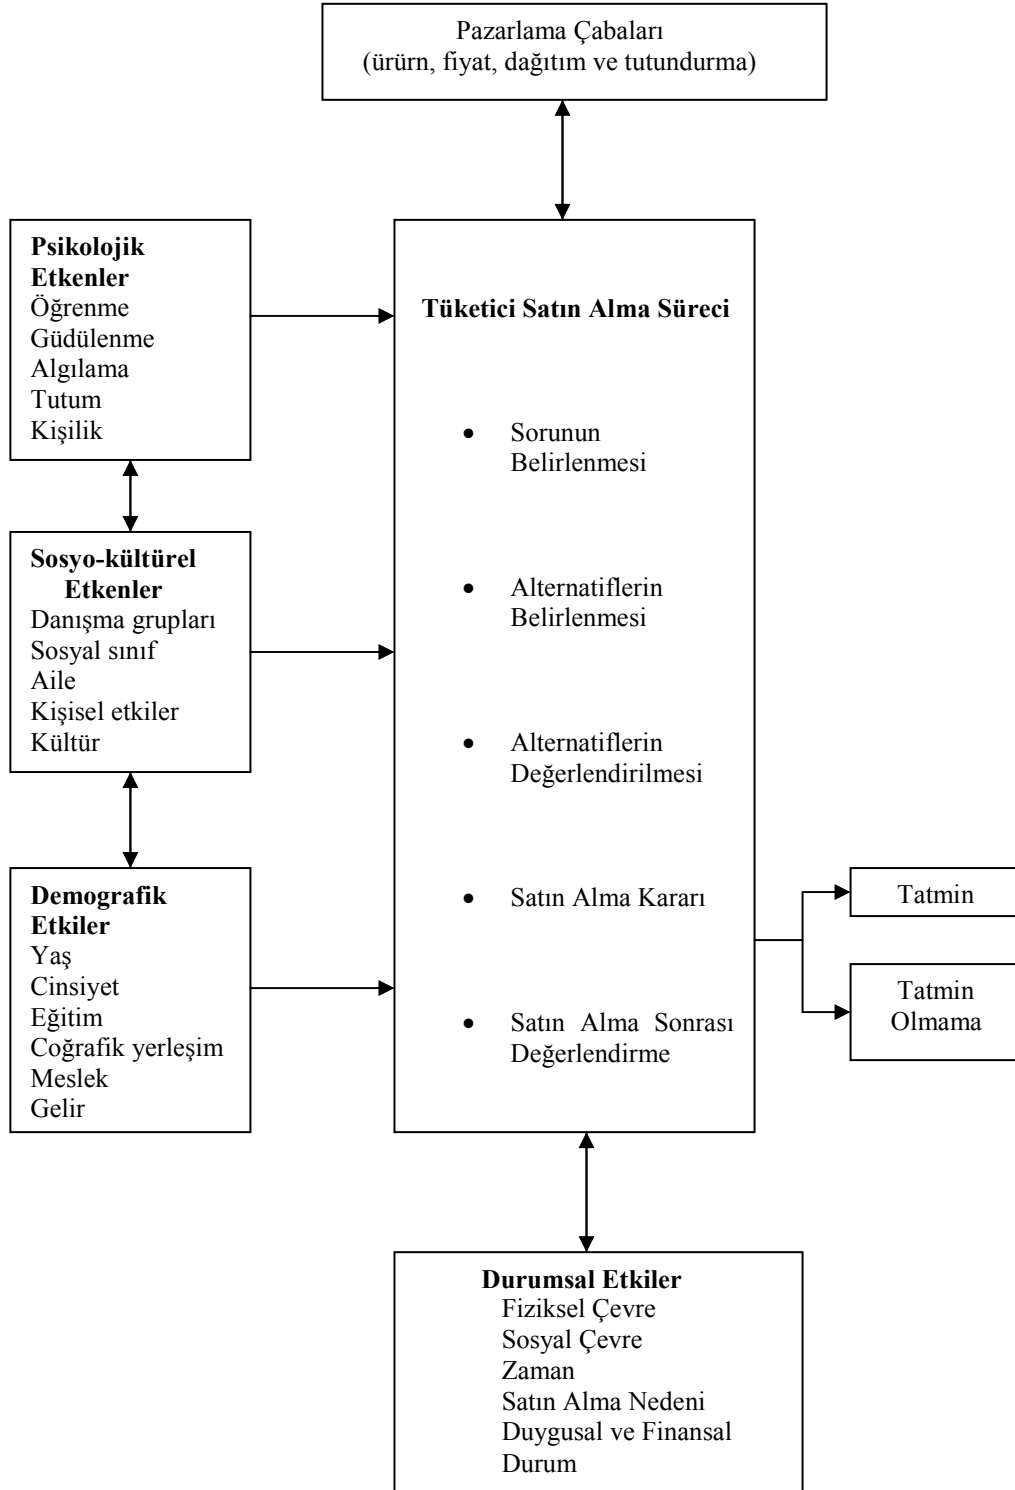 Pazarlama Çabaları
(ürürn, fiyat, dağıtım ve tutundurma)
Psikolojik
Etkenler
Öğrenme
Güdülenme
Algılama
Tutum
Kişilik
Sosyo-kültürel
Etkenler
Danışma grupları
Sosyal sınıf
Aile
Kişisel etkiler
Kültür
Demografik
Etkiler
Yaş
Cinsiyet
Eğitim
Coğrafik yerleşim
Meslek
Gelir
Tüketici Satın Alma Süreci
• Sorunun
Belirlenmesi
• Alternatiflerin
Belirlenmesi
• Alternatiflerin
Değerlendirilmesi
• Satın Alma Kararı
• Satın Alma Sonrası
Değerlendirme
Tatmin
Tatmin
Olmama
Durumsal Etkiler
Fiziksel Çevre
Sosyal Çevre
Zaman
Satın Alma Nedeni
Duygusal ve Finansal
Durum